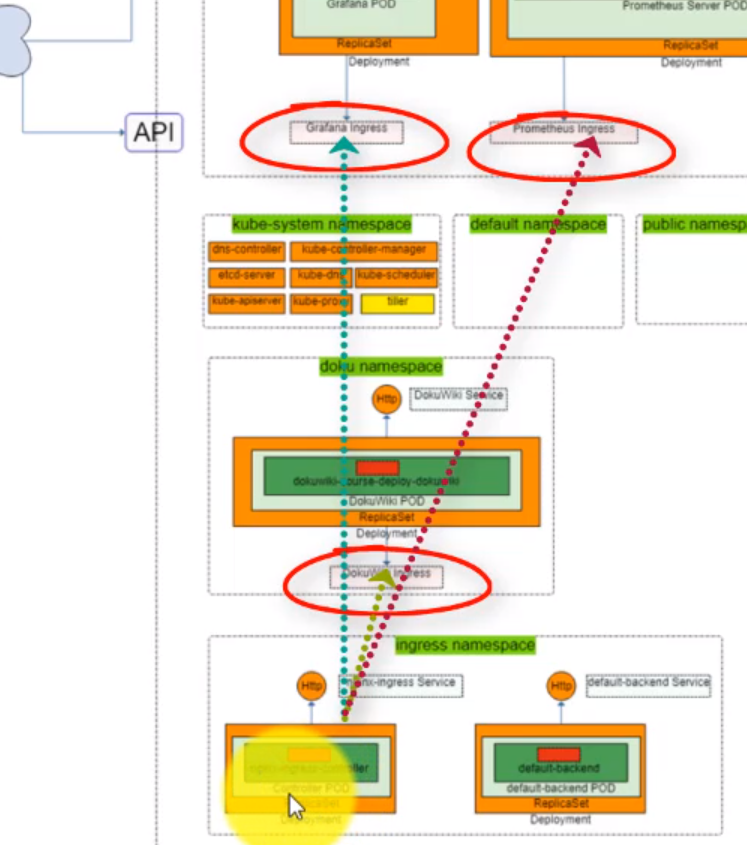 Grafana POD
Prometheus Server POD
ReplicaSet
ReplicaSet
Deployment
Deployment
API
Grafana Ingress
Prometheus Ingress
kube-system namespace
default namespace
public namesp
dns-controller
kube-controller-manager
etcd-server
kube-dns
kube-scheduler
kube-apiserver
kube-proxy
tiller
doku namespace
Http
DokuWiki Service
dokuwiki-course-deploy-dokuwiki
DokuWiki POD
ReplicaSet
Deployment
DokuWiki Ingress
ingress namespace
Http
nginx-ingress Service
Http
default-backend Service
nginx-ingress-controller
default-backend
Controller POD
default-backend POD
ReplicaSet
ReplicaSet
Deployment
Deployment